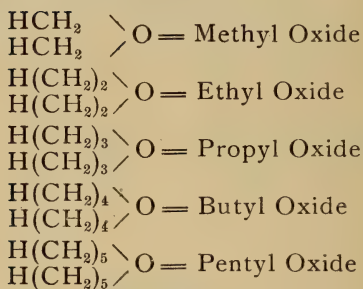 HCH₂
HCH₂ > O = Methyl Oxide
H(CH₂)₂
H(CH₂)₂ > O = Ethyl Oxide
H(CH₂)₃
H(CH₂)₃ > O = Propyl Oxide
H(CH₂)₄
H(CH₂)₄ > O = Butyl Oxide
H(CH₂)₅
H(CH₂)₅ > O = Pentyl Oxide